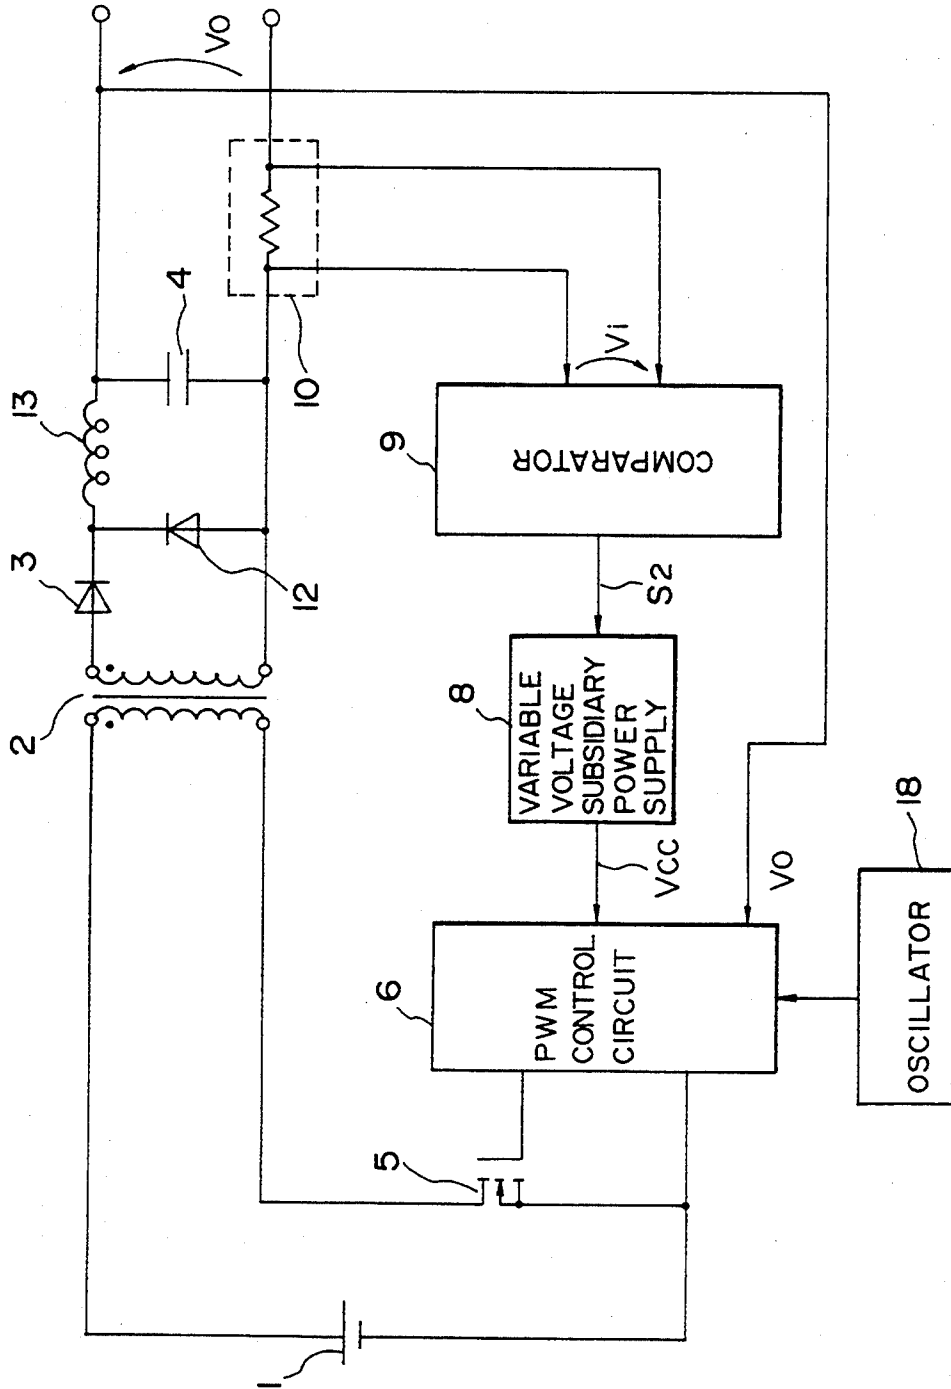 VO
4
13
3
12
10
2
Vi
9
COMPARATOR
S2
8
VARIABLE
VOLTAGE
SUBSIDIARY
POWER
SUPPLY
VCC
VO
6
PWM
CONTROL
CIRCUIT
18
OSCILLATOR
5
1